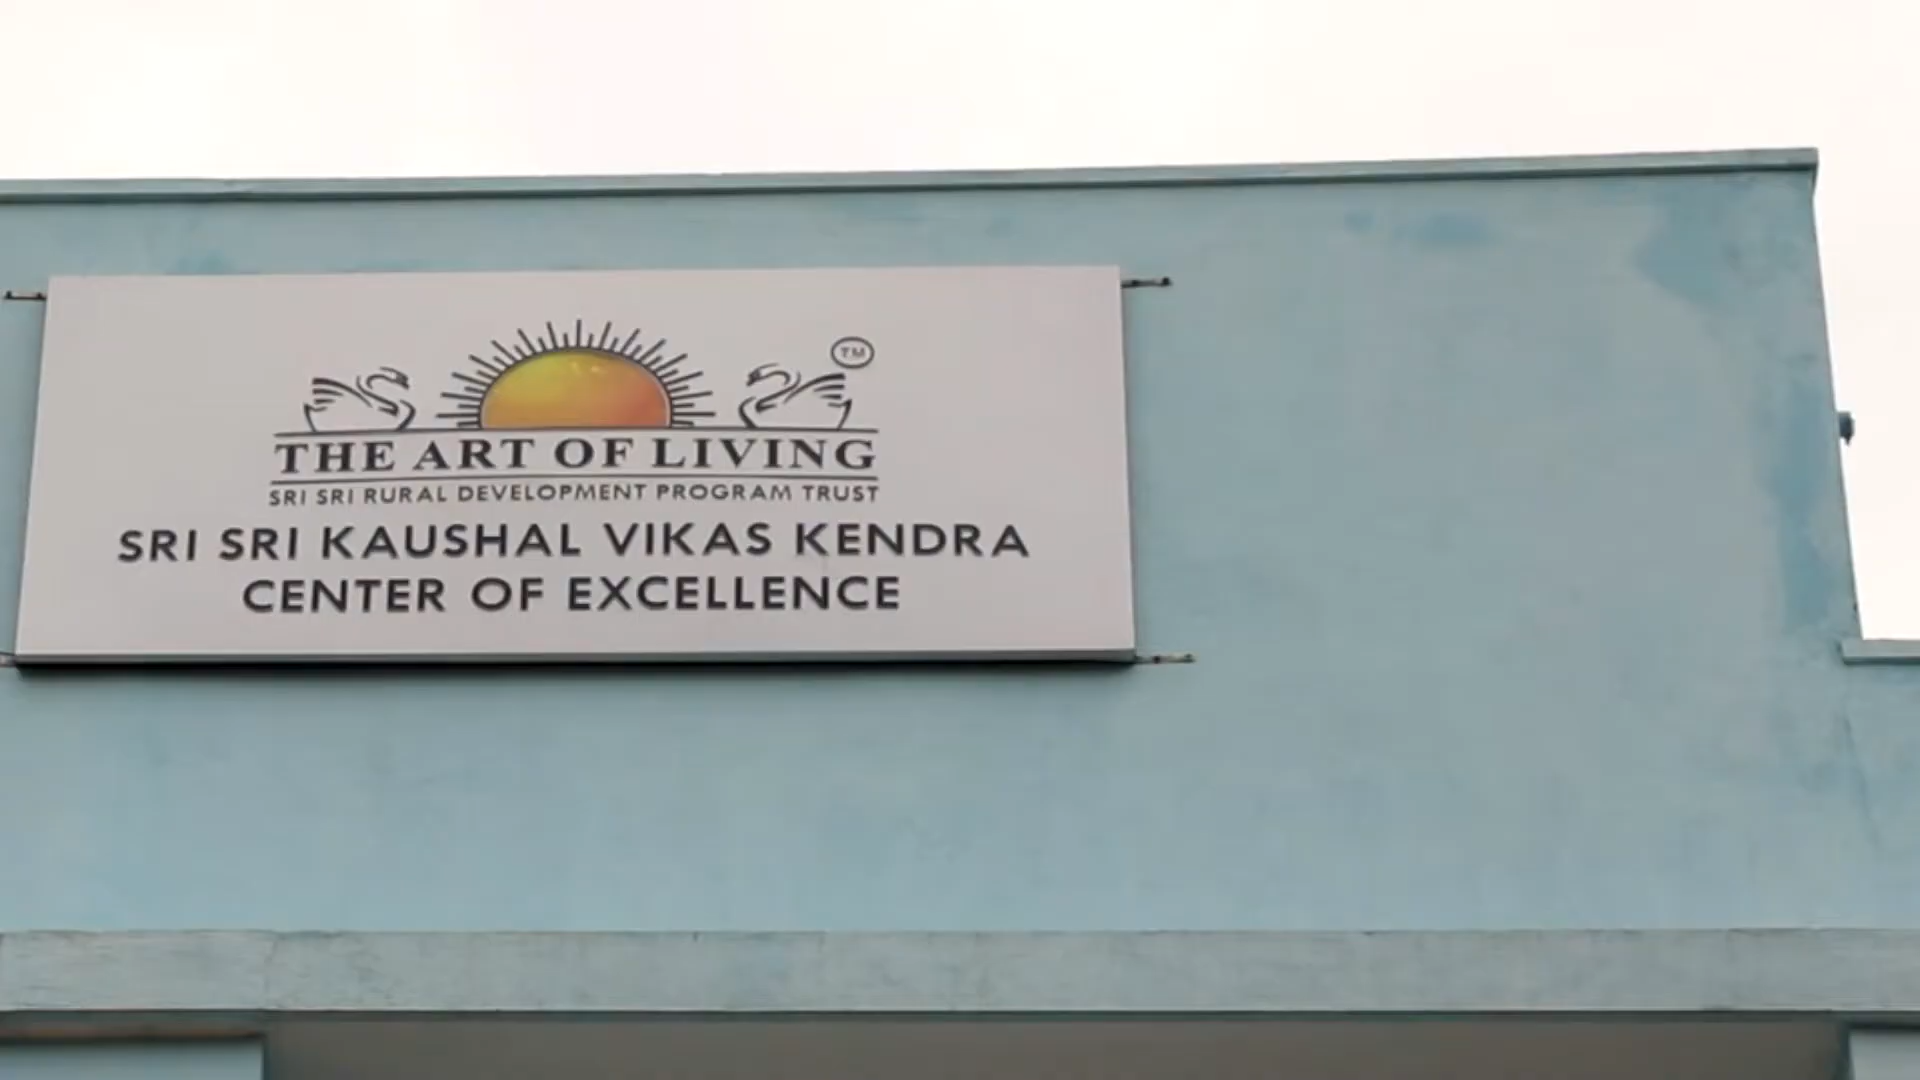 TM
THE ART OF LIVING
SRI SRI RURAL DEVELOPMENT PROGRAM TRUST
SRI SRI KAUSHAL VIKAS KENDRA
CENTER OF EXCELLENCE